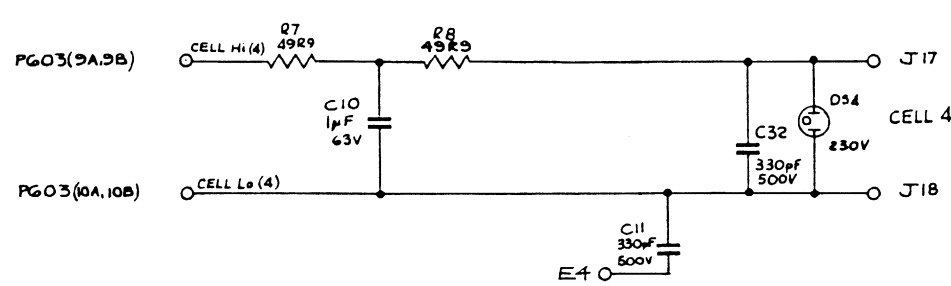 R7
49R9
R8
49R9
PG03(9A,9B)
CELL Hi(4)
J17
C10
1µF
63V
DS4
CELL 4
C32
330pF
500V
230V
PG03(10A,10B)
CELL Lo(4)
J18
C11
330pF
500V
E4